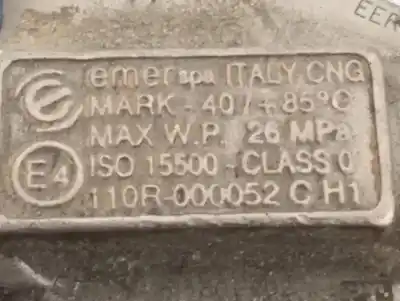 EER
emer spa ITALY CNG
MARK - 40 / + 85°C
MAX W.P. 26 MPa
E4 ISO 15500 - CLASS 0
110R-000052 C H1